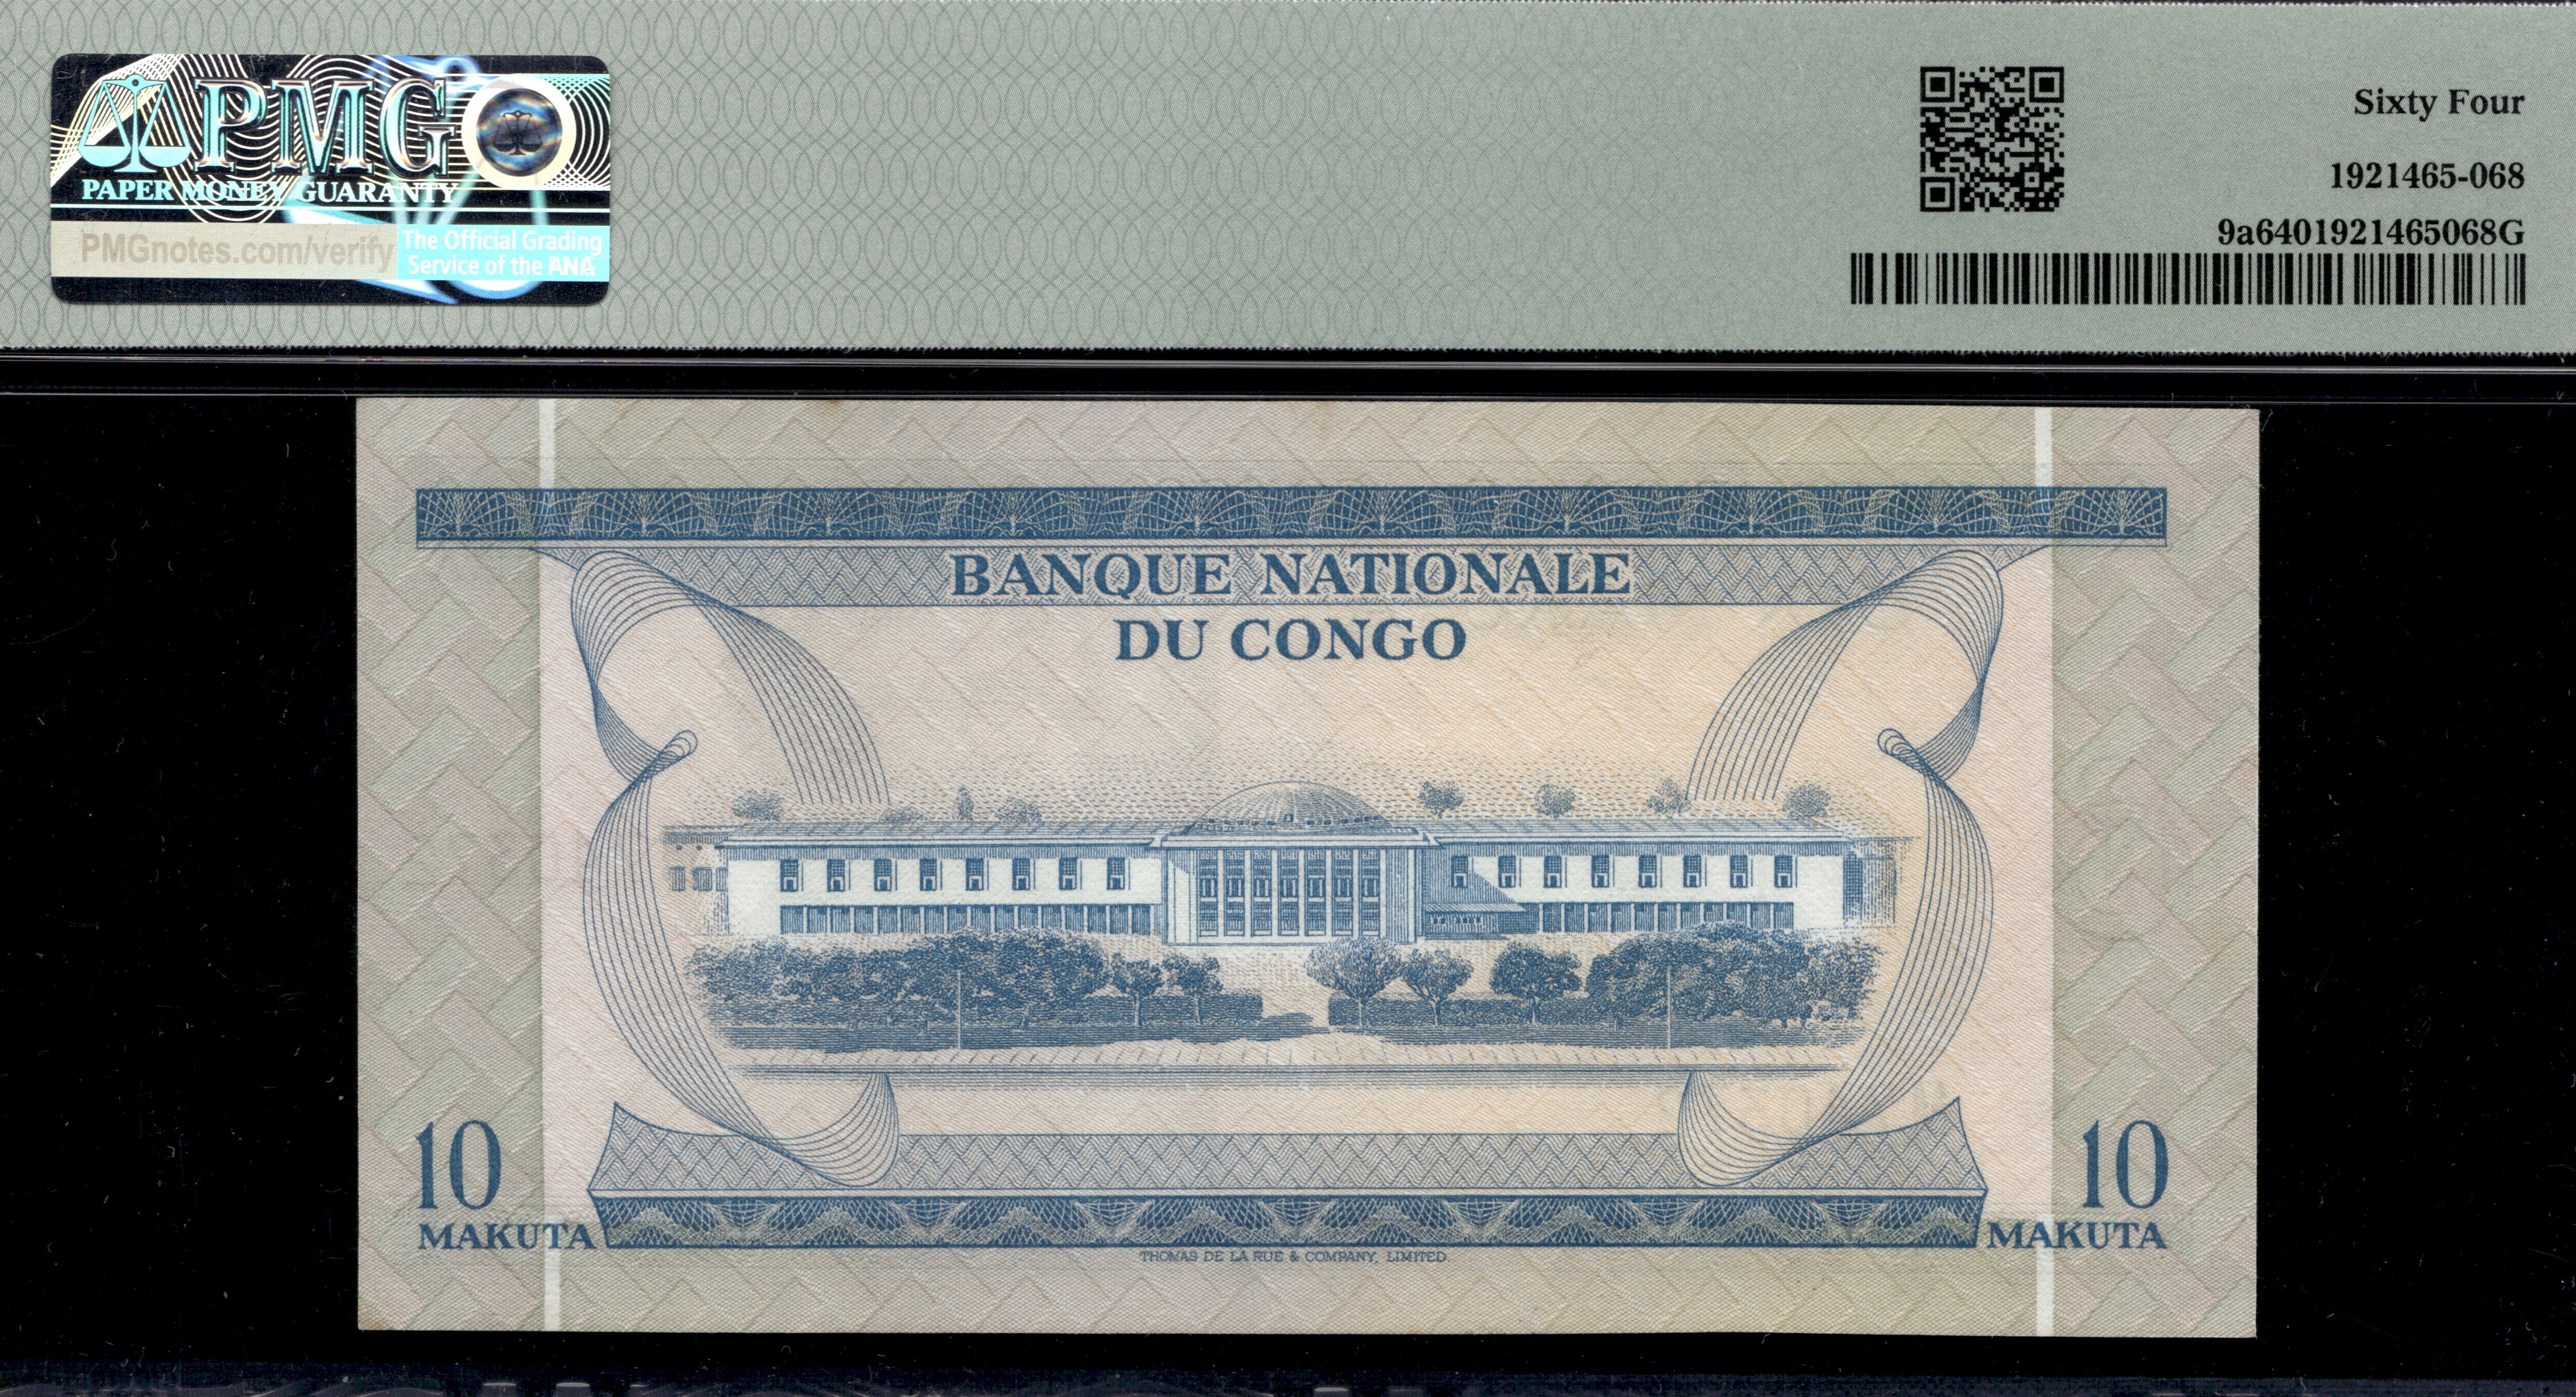 PMG
PAPER MONEY GUARANTY
PMGnotes.com/verify
The Official Grading
Service of the ANA
Sixty Four
1921465-068
9a6401921465068G
BANQUE NATIONALE
DU CONGO
10
MAKUTA
10
MAKUTA
THOMAS DE LA RUE & COMPANY, LIMITED.